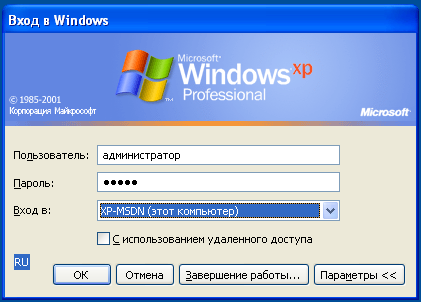 Вход в Windows
Microsoft®
Windows xp
Professional
© 1985-2001
Корпорация Майкрософт
Microsoft
Пользователь:
администратор
Пароль:
●●●●●
Вход в:
XP-MSDN (этот компьютер)
С использованием удаленного доступа
RU
ОК
Отмена
Завершение работы...
Параметры <<